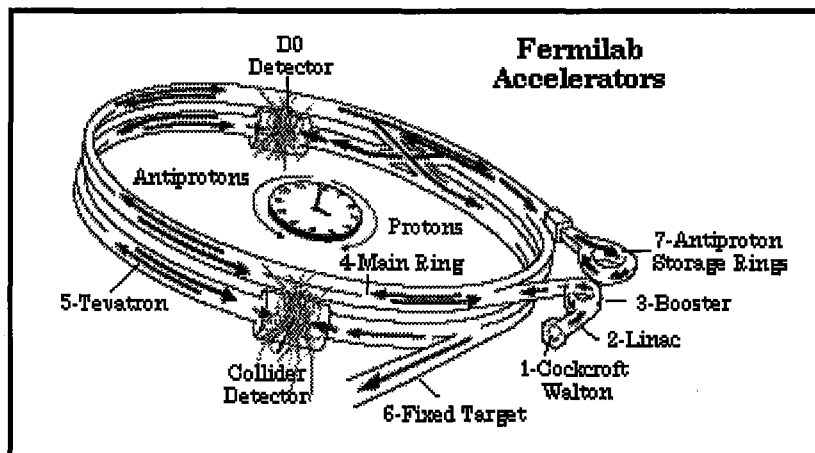 D0
Detector
Fermilab
Accelerators
Antiprotons
Protons
4-Main Ring
7-Antiproton
Storage Rings
5-Tevatron
3-Booster
2-Linac
1-Cockcroft
Walton
Collider
Detector
6-Fixed Target